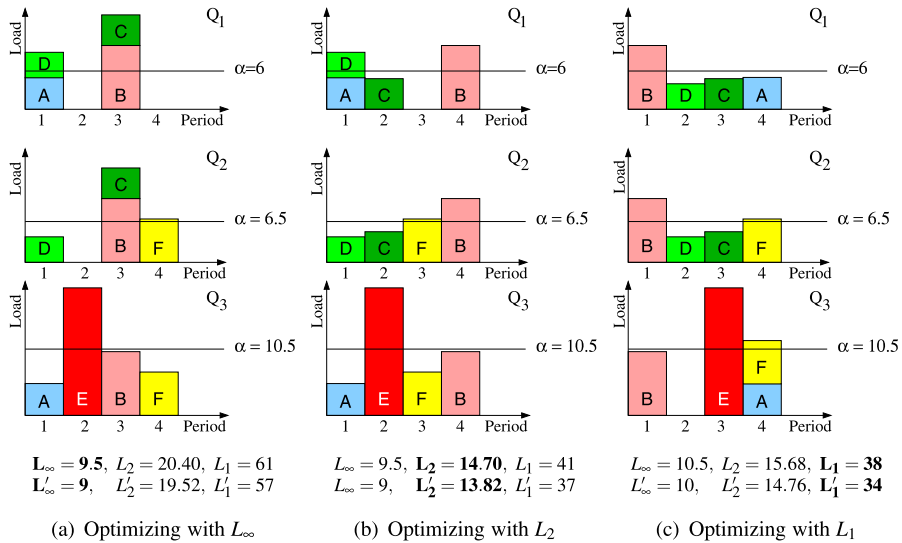 Load Q1 D C α=6 A B
1 2 3 4 Period
Load Q2 C α = 6.5 D B F
1 2 3 4
Load Q3 α = 10.5 A E B F
1 2 3 4 Period
L∞ = 9.5, L2 = 20.40, L1 = 61
L′∞ = 9, L′2 = 19.52, L′1 = 57
(a) Optimizing with L∞
Load Q1 D α=6 A C B
1 2 3 4 Period
Load Q2 α = 6.5 D C F B
1 2 3 4
Load Q3 α = 10.5 A E F B
1 2 3 4 Period
L∞ = 9.5, L2 = 14.70, L1 = 41
L′∞ = 9, L′2 = 13.82, L′1 = 37
(b) Optimizing with L2
Load Q1 α=6 B D C A
1 2 3 4 Period
Load Q2 α = 6.5 B D C F
1 2 3 4
Load Q3 α = 10.5 B E F A
1 2 3 4 Period
L∞ = 10.5, L2 = 15.68, L1 = 38
L′∞ = 10, L′2 = 14.76, L′1 = 34
(c) Optimizing with L1